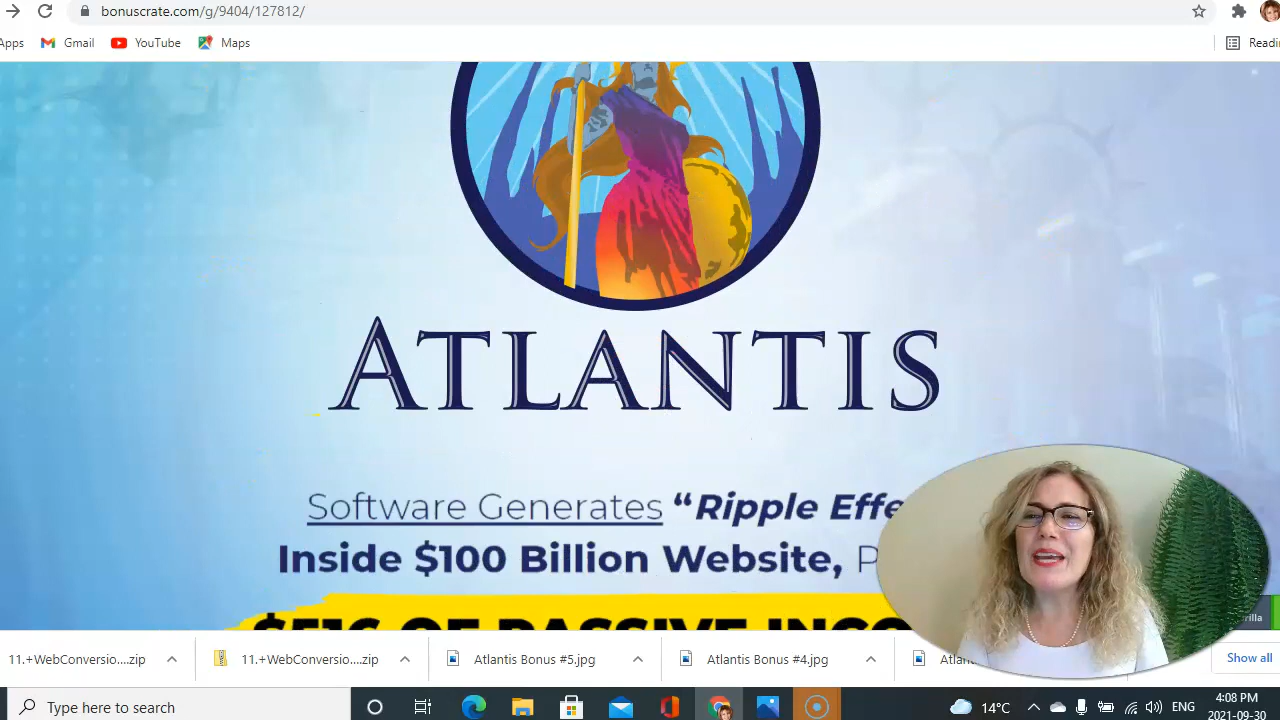 bonuscrate.com/g/9404/127812/
Apps Gmail YouTube Maps
ATLANTIS
Software Generates “Ripple
Inside $100 Billion Website,
OF
11.+WebConversio....zip 11.+WebConversio....zip Atlantis Bonus #5.jpg Atlantis Bonus #4.jpg Show all
Type here to search 14°C ENG 4:08 PM
2021-09-30